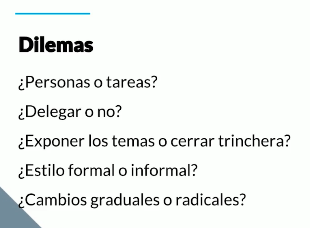 Dilemas
¿Personas o tareas?
¿Delegar o no?
¿Exponer los temas o cerrar trinchera?
¿Estilo formal o informal?
¿Cambios graduales o radicales?